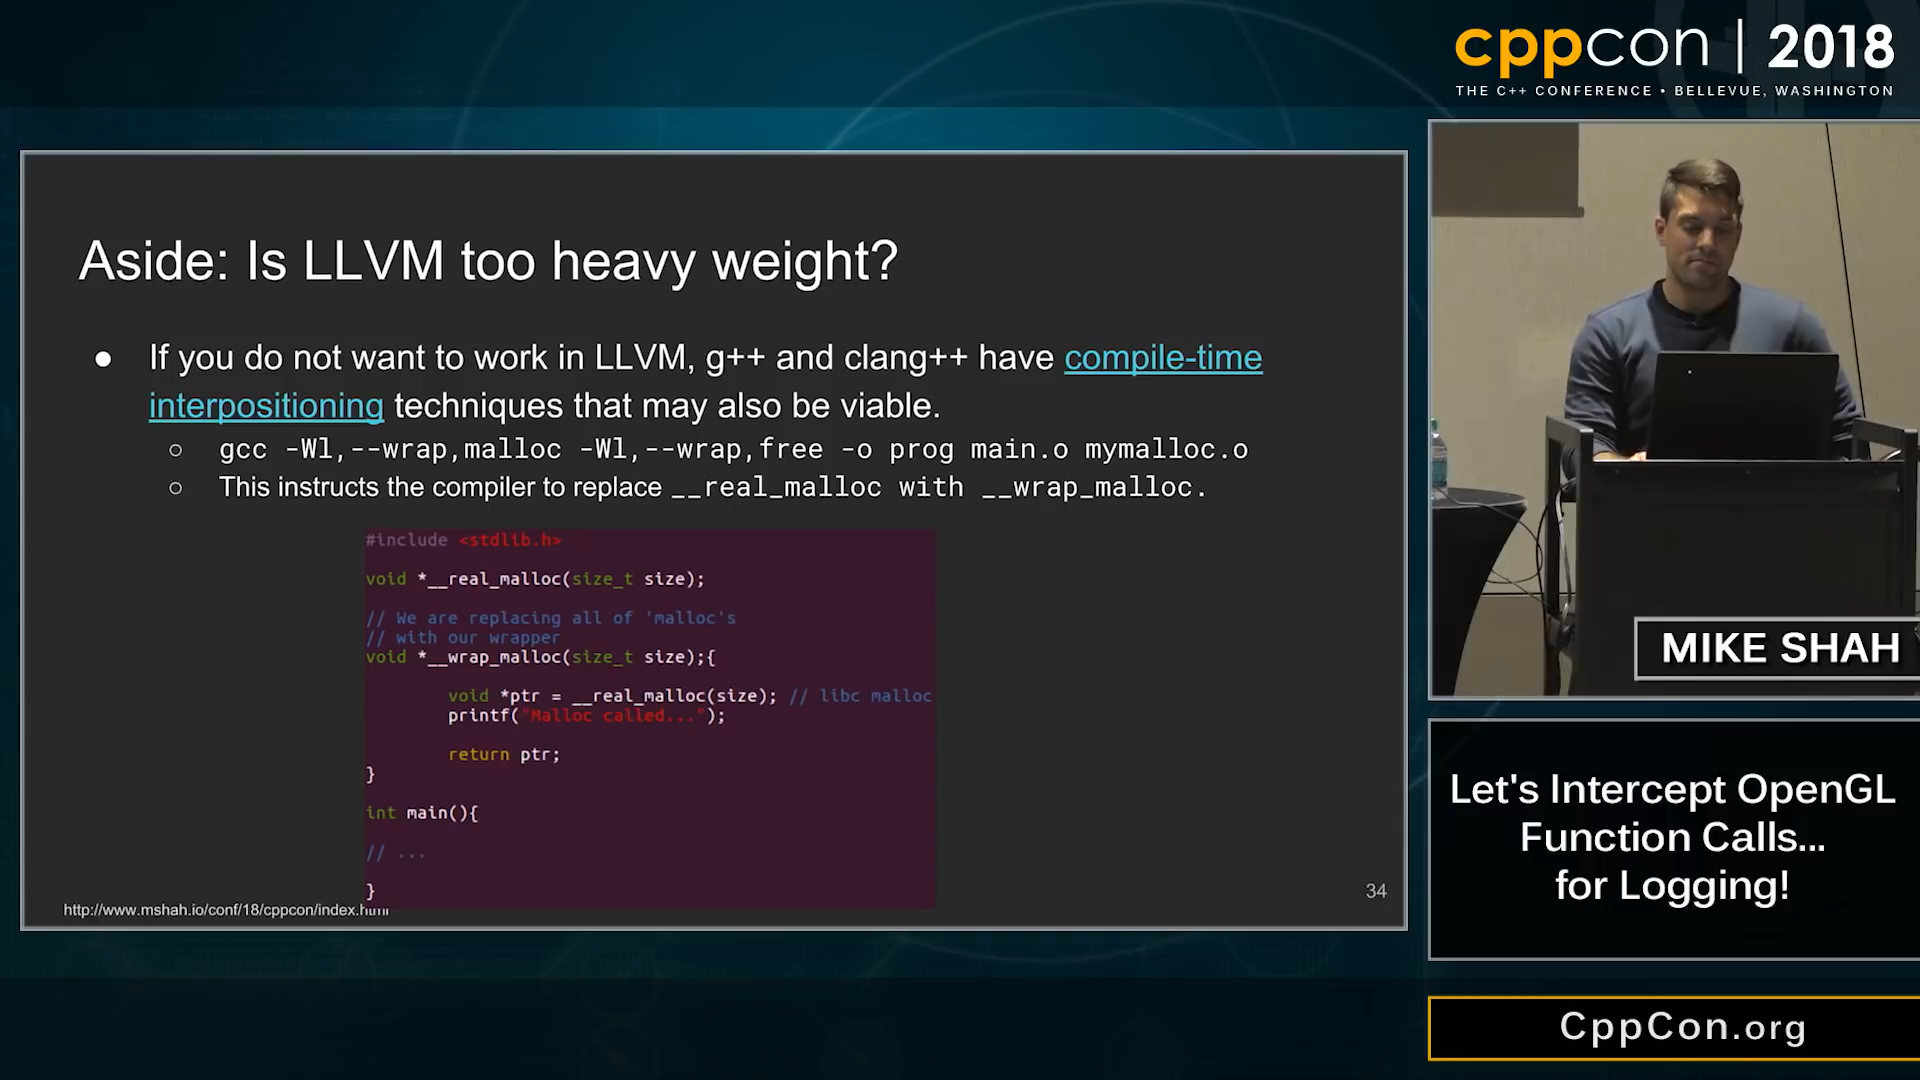 cppcon | 2018
THE C++ CONFERENCE • BELLEVUE, WASHINGTON
Aside: Is LLVM too heavy weight?
● If you do not want to work in LLVM, g++ and clang++ have compile-time
interpositioning techniques that may also be viable.
○ gcc -Wl,--wrap,malloc -Wl,--wrap,free -o prog main.o mymalloc.o
○ This instructs the compiler to replace __real_malloc with __wrap_malloc.
#include <stdlib.h>
void *__real_malloc(size_t size);
// We are replacing all of 'malloc's
// with our wrapper
void *__wrap_malloc(size_t size);{
void *ptr = __real_malloc(size); // libc malloc
printf("Malloc called...");
return ptr;
}
int main(){
// ...
}
http://www.mshah.io/conf/18/cppcon/index.html
34
MIKE SHAH
Let's Intercept OpenGL
Function Calls...
for Logging!
CppCon.org